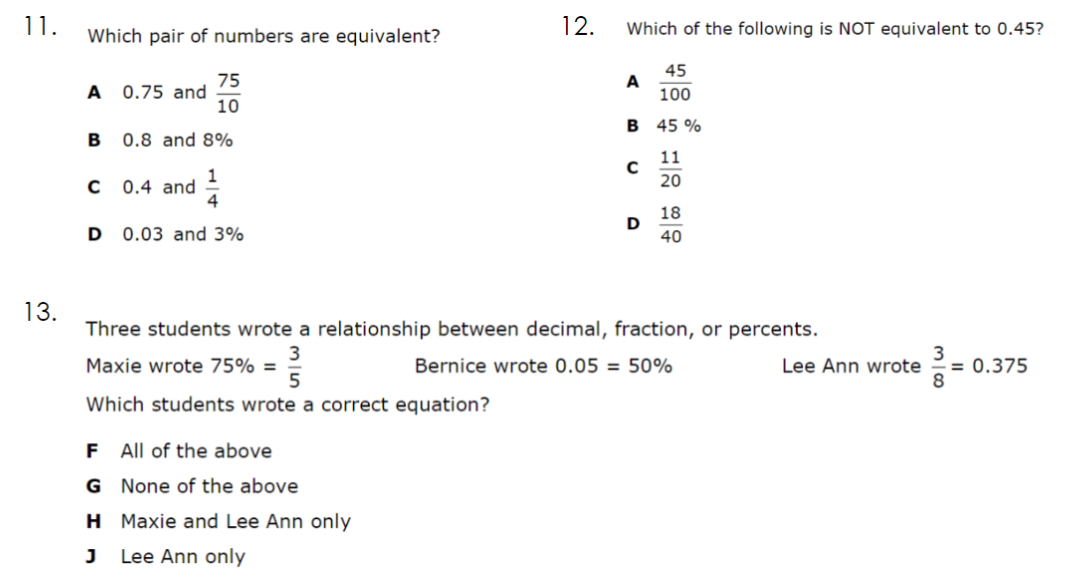 11. Which pair of numbers are equivalent?
A 0.75 and 75/10
B 0.8 and 8%
C 0.4 and 1/4
D 0.03 and 3%
12. Which of the following is NOT equivalent to 0.45?
A 45/100
B 45 %
C 11/20
D 18/40
13. Three students wrote a relationship between decimal, fraction, or percents.
Maxie wrote 75% = 3/5 Bernice wrote 0.05 = 50% Lee Ann wrote 3/8 = 0.375
Which students wrote a correct equation?
F All of the above
G None of the above
H Maxie and Lee Ann only
J Lee Ann only